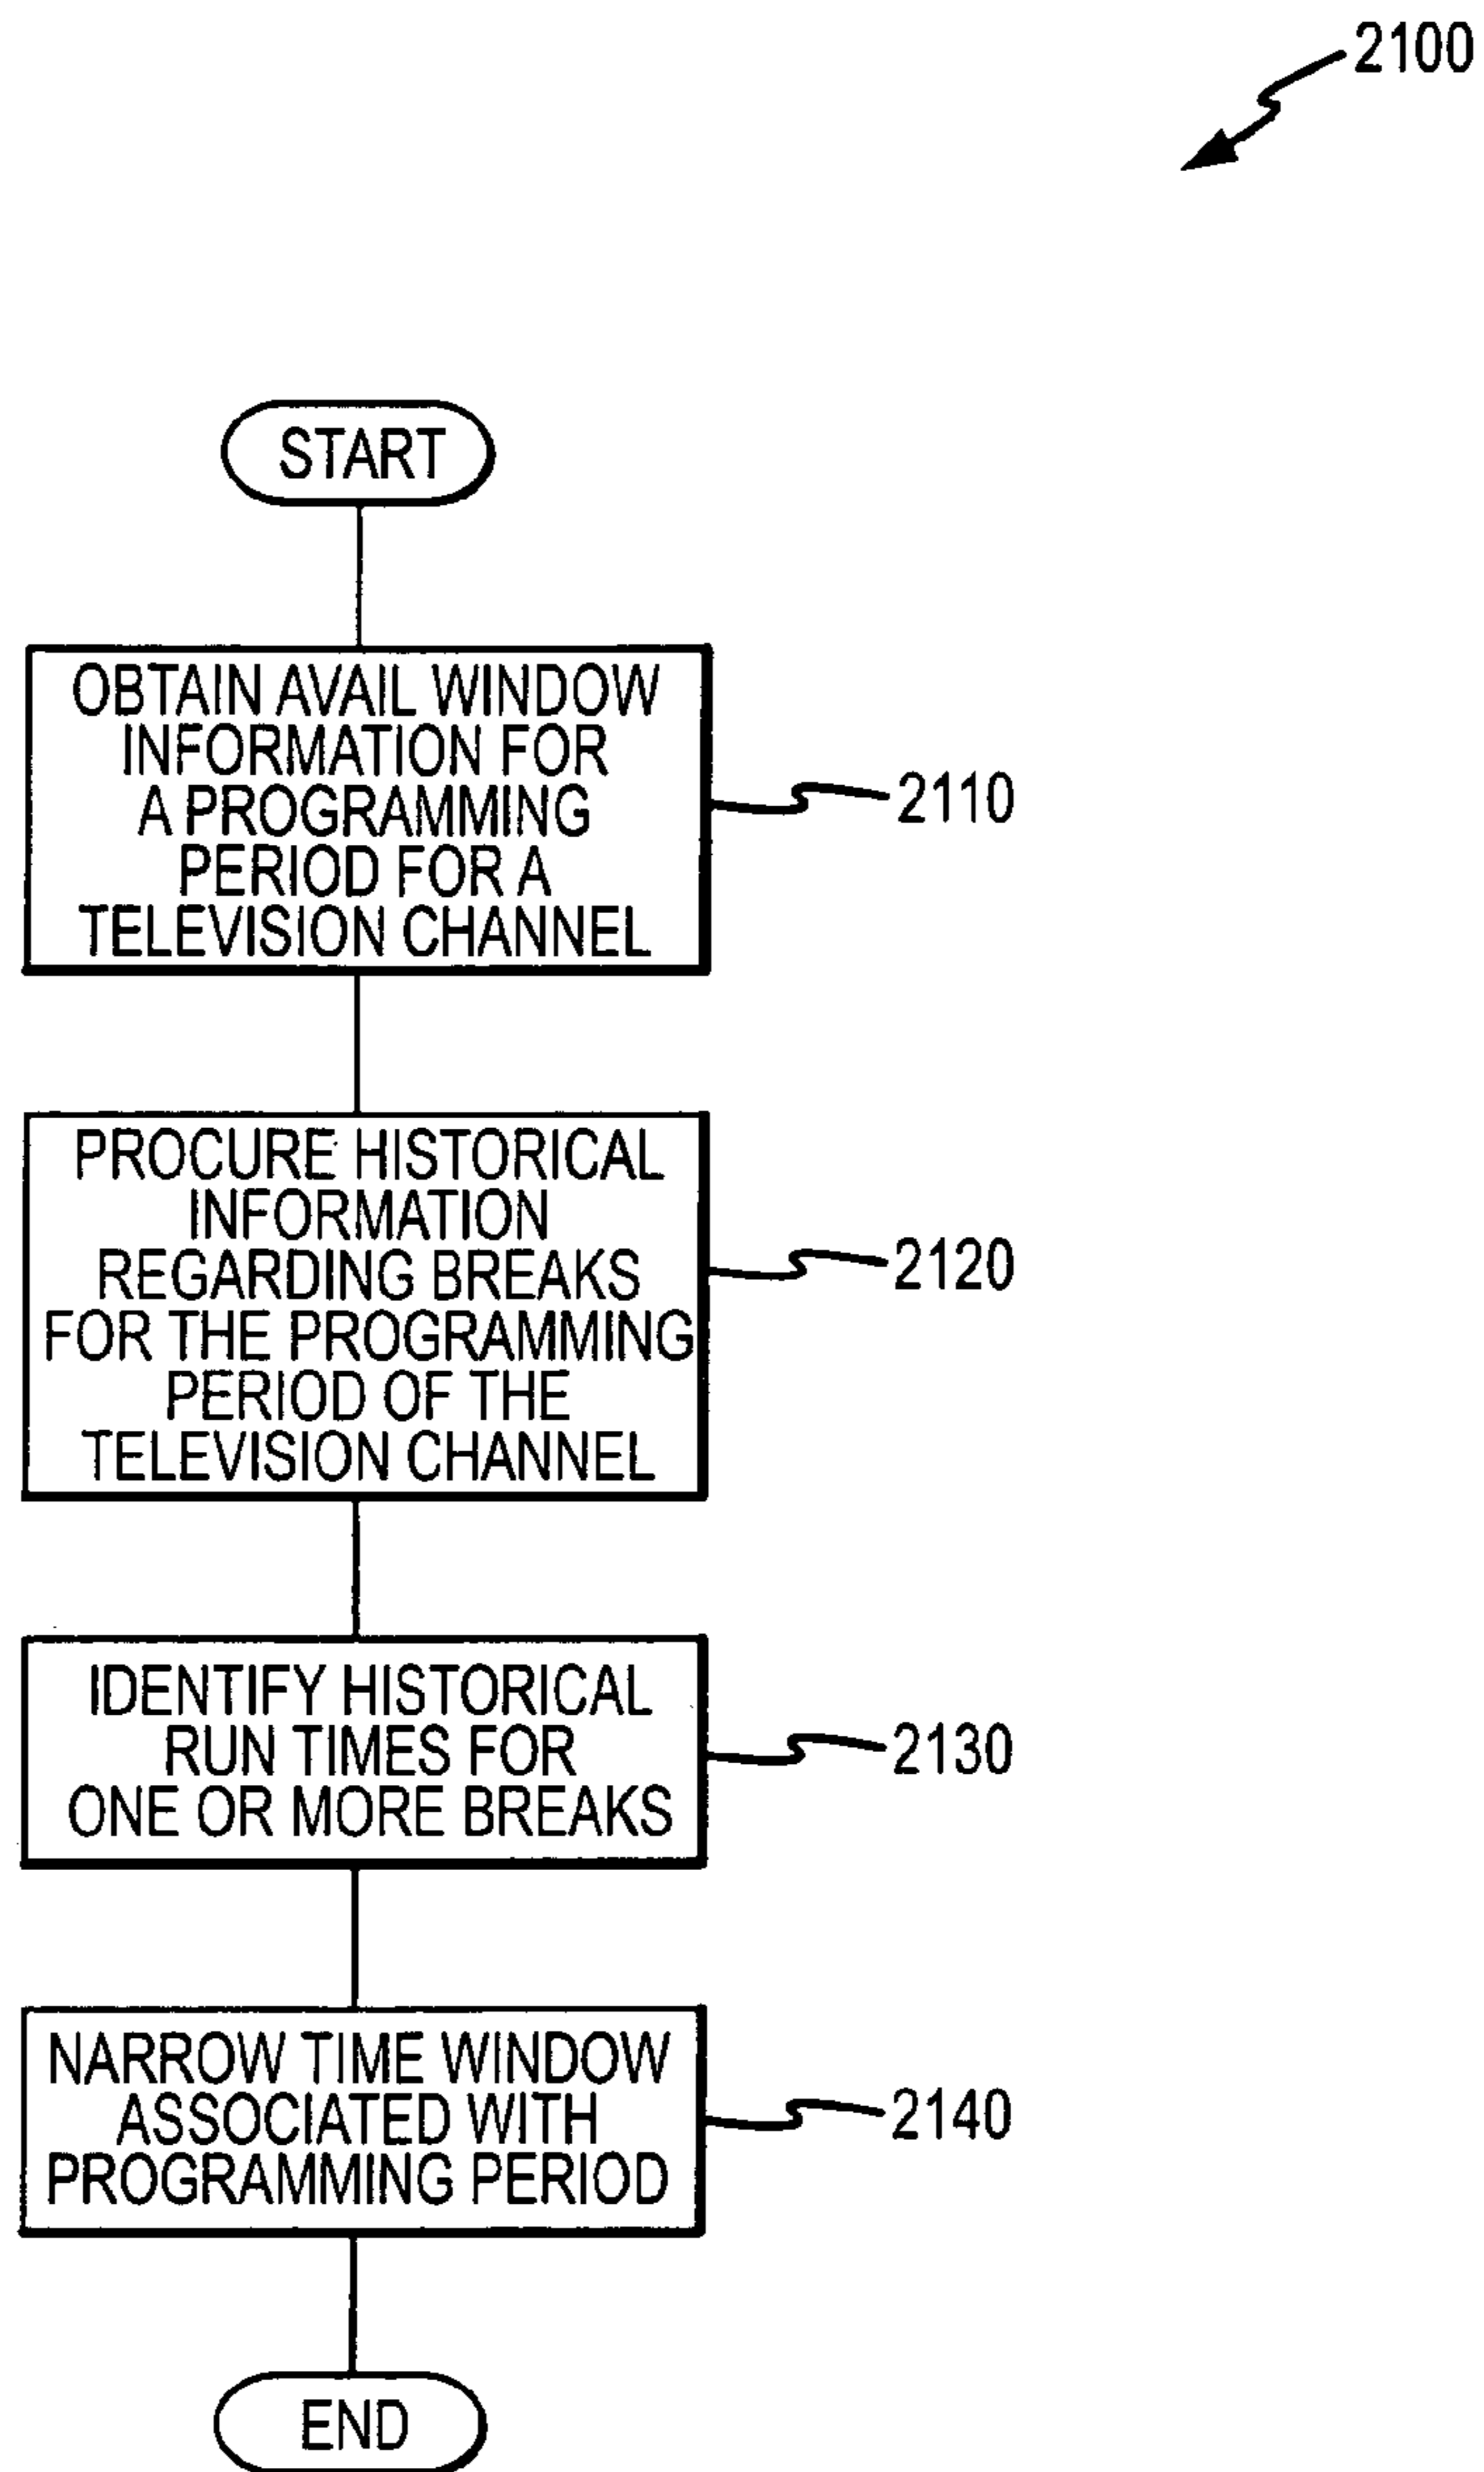 2100
START
OBTAIN AVAIL WINDOW
INFORMATION FOR
A PROGRAMMING
PERIOD FOR A
TELEVISION CHANNEL
2110
PROCURE HISTORICAL
INFORMATION
REGARDING BREAKS
FOR THE PROGRAMMING
PERIOD OF THE
TELEVISION CHANNEL
2120
IDENTIFY HISTORICAL
RUN TIMES FOR
ONE OR MORE BREAKS
2130
NARROW TIME WINDOW
ASSOCIATED WITH
PROGRAMMING PERIOD
2140
END